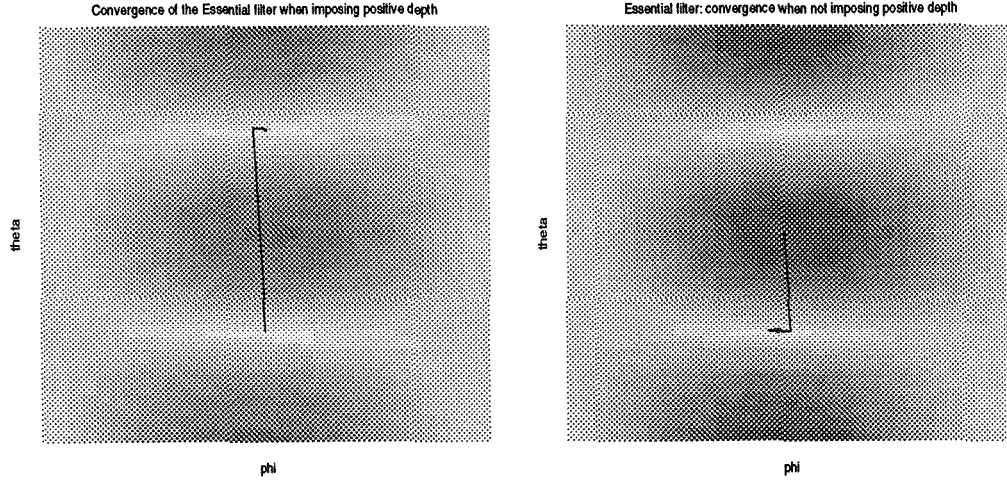 Convergence of the Essential filter when imposing positive depth
Essential filter: convergence when not imposing positive depth
theta
theta
phi
phi